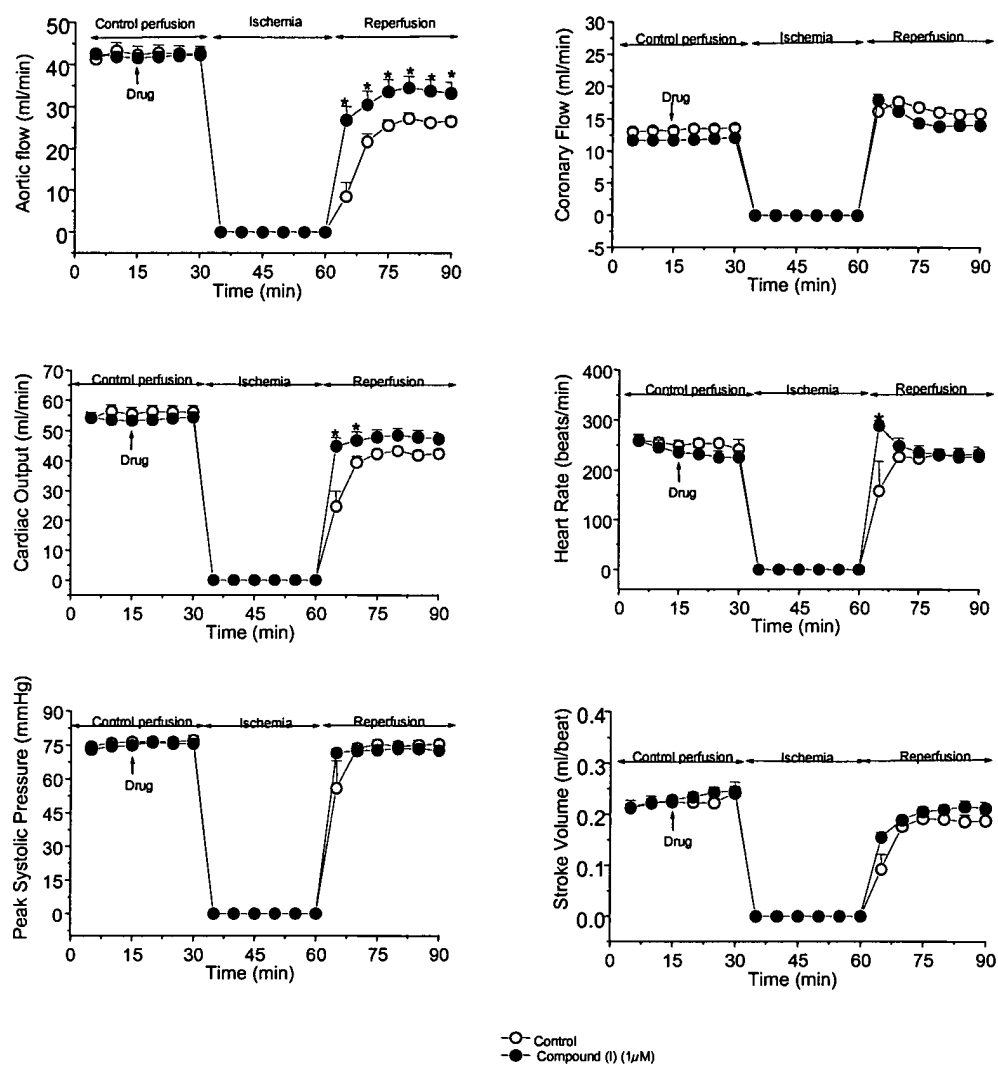 Aortic flow (ml/min)
50
40
30
20
10
0
Control perfusion
Ischemia
Reperfusion
Drug
* * * * * *
0 15 30 45 60 75 90
Time (min)
Coronary Flow (ml/min)
30
25
20
15
10
5
0
-5
Control perfusion
Ischemia
Reperfusion
Drug
0 15 30 45 60 75 90
Time (min)
Cardiac Output (ml/min)
70
60
50
40
30
20
10
0
Control perfusion
Ischemia
Reperfusion
Drug
* *
0 15 30 45 60 75 90
Time (min)
Heart Rate (beats/min)
400
300
200
100
0
Control perfusion
Ischemia
Reperfusion
Drug
*
0 15 30 45 60 75 90
Time (min)
Peak Systolic Pressure (mmHg)
90
75
60
45
30
15
0
Control perfusion
Ischemia
Reperfusion
Drug
0 15 30 45 60 75 90
Time (min)
Stroke Volume (ml/beat)
0.4
0.3
0.2
0.1
0.0
Control perfusion
Ischemia
Reperfusion
Drug
0 15 30 45 60 75 90
Time (min)
Control
Compound (I) (1μM)